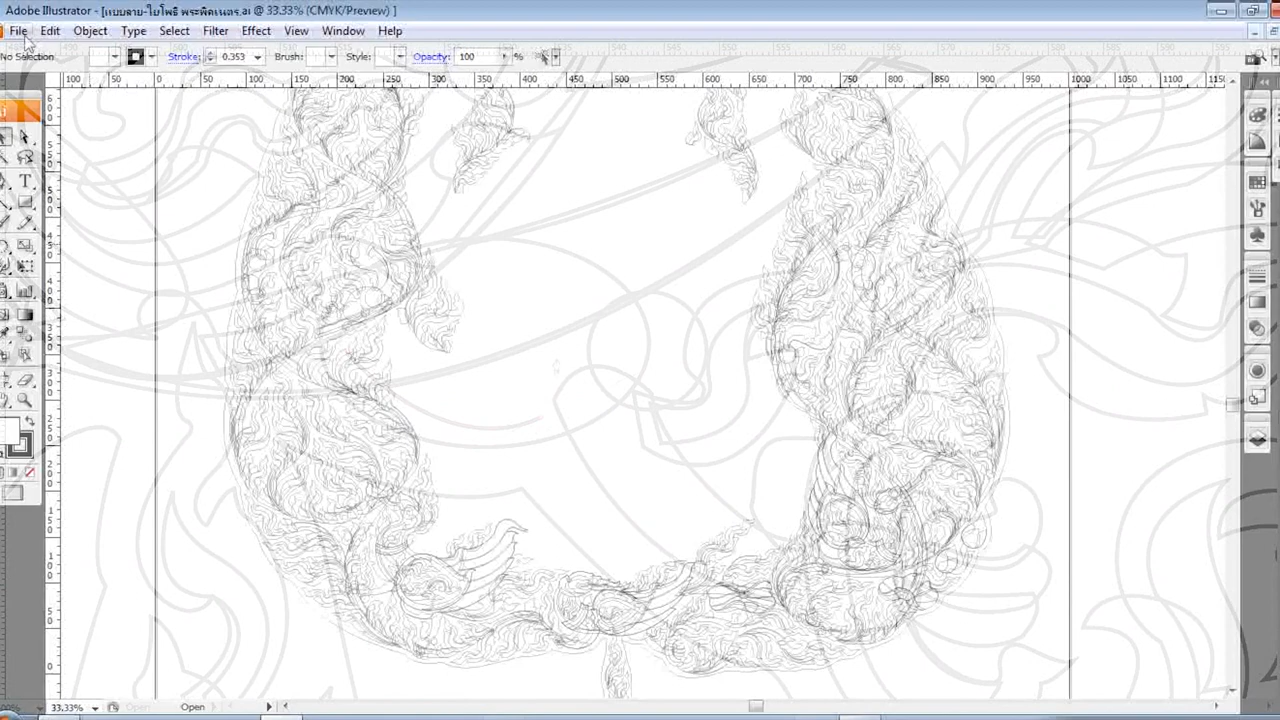 Adobe Illustrator - [แบบลาย-ใบโพธิ์ พระพิฆเนตร.ai @ 33.33% (CMYK/Preview) ]
File Edit Object Type Select Filter Effect View Window Help
No Selection Stroke: 0.353 Brush: Style: Opacity: 100 %
100 50 0 50 100 150 200 250 300 350 400 450 500 550 600 650 700 750 800 850 900 950 1000 1050 1100 1150
33.33% Open